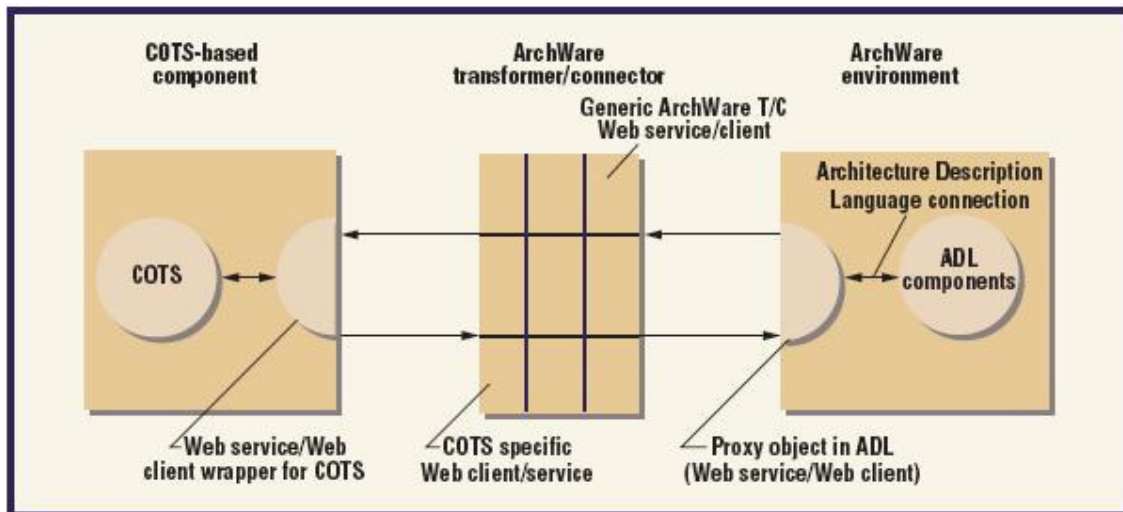 COTS-based
component
ArchWare
transformer/connector
ArchWare
environment
Generic ArchWare T/C
Web service/client
Architecture Description
Language connection
COTS
ADL
components
Web service/Web
client wrapper for COTS
COTS specific
Web client/service
Proxy object in ADL
(Web service/Web client)